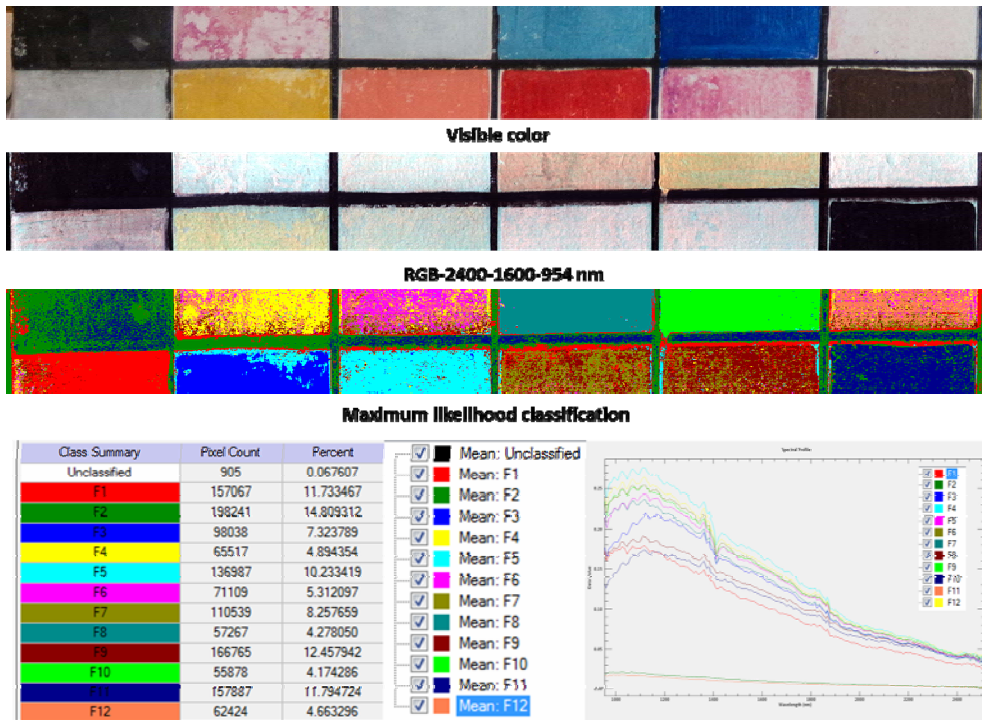 Visible color
RGB-2400-1600-954 nm
Maximum likelihood classification
Class Summary Pixel Count Percent
Unclassified 905 0.067607
F1 157067 11.733467
F2 198241 14.809312
F3 98038 7.323789
F4 65517 4.894354
F5 136987 10.233419
F6 71109 5.312097
F7 110539 8.257659
F8 57267 4.278050
F9 166765 12.457942
F10 55878 4.174286
F11 157887 11.794724
F12 62424 4.663296
Mean: Unclassified
Mean: F1
Mean: F2
Mean: F3
Mean: F4
Mean: F5
Mean: F6
Mean: F7
Mean: F8
Mean: F9
Mean: F10
Mean: F11
Mean: F12
Spectral Profile
F1
F2
F3
F4
F5
F6
F7
F8
F9
F10
F11
F12
Wavelength (nm)